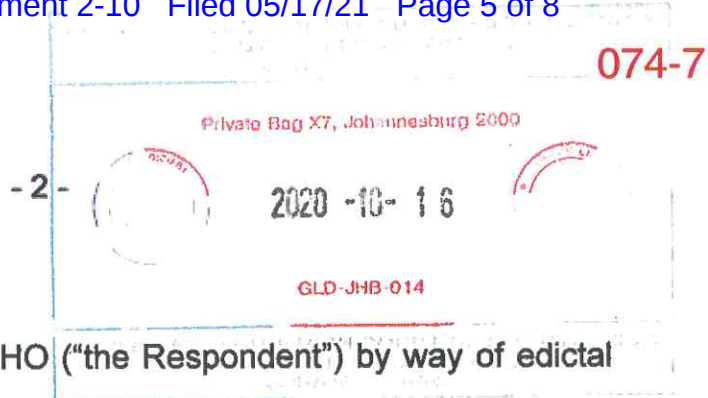 ment 2-10 Filed 05/17/21 Page 5 of 8
074-7
Private Bag X7, Johannesburg 2000
- 2 -
2020 -10- 16
GLD-JHB-014
HO ("the Respondent") by way of edictal